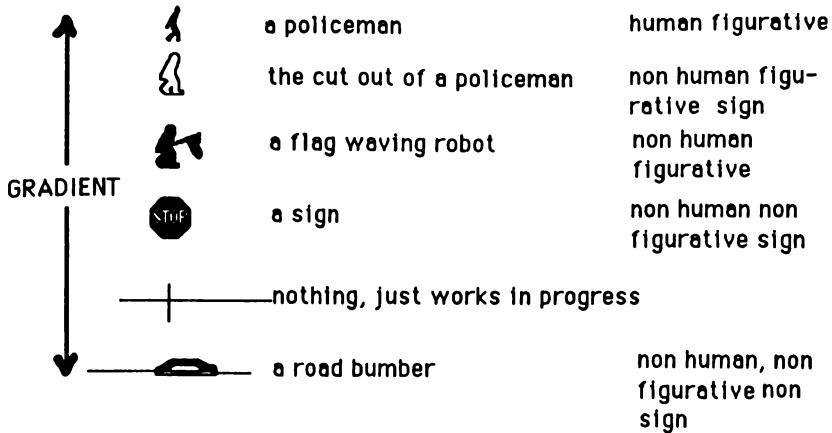 a policeman human figurative
the cut out of a policeman non human figu-
rative sign
a flag waving robot non human
figurative
GRADIENT
STOP
a sign non human non
figurative sign
nothing, just works in progress
a road bumber non human, non
figurative non
sign